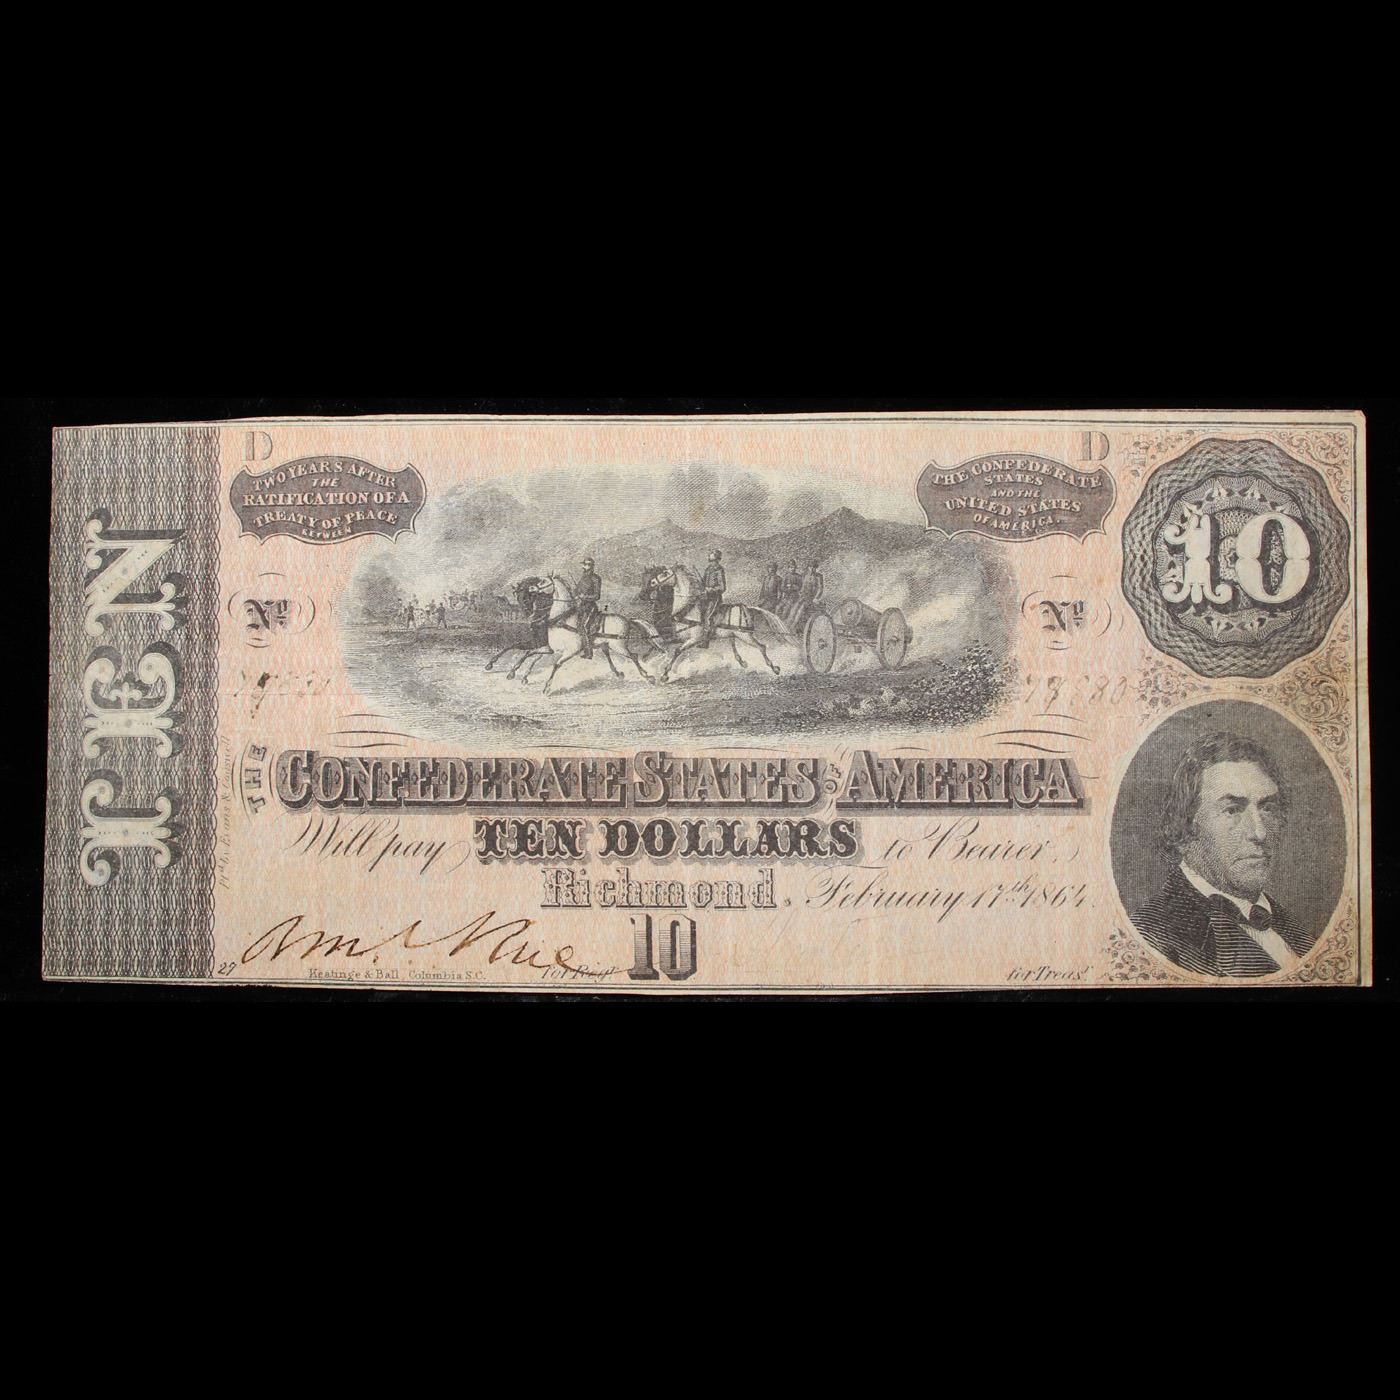 TEN
D
D
TWO YEARS AFTER
THE
RATIFICATION OF A
TREATY OF PEACE
BETWEEN
THE CONFEDERATE
STATES
AND THE
UNITED STATES
OF AMERICA.
10
Nº
Nº
THE
CONFEDERATE STATES OF AMERICA
Will pay TEN DOLLARS to Bearer.
Richmond. February 17th 1864.
10
27
Keatinge & Ball, Columbia S.C.
for Treasr